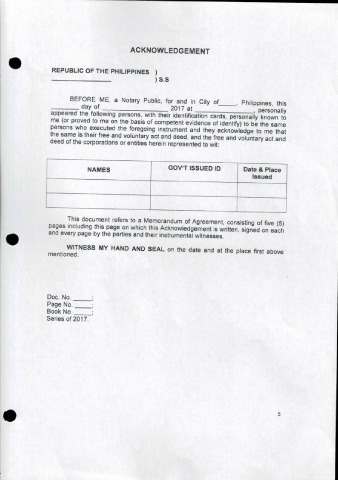 ACKNOWLEDGEMENT
REPUBLIC OF THE PHILIPPINES )
____________________ ) S.S
BEFORE ME, a Notary Public, for and in City of_____, Philippines, this
________ day of ____________________ 2017 at __________________, personally
appeared the following persons, with their identification cards, personally known to
me (or proved to me on the basis of competent evidence of identify) to be the same
persons who executed the foregoing instrument and they acknowledge to me that
the same is their free and voluntary act and deed, and the free and voluntary act and
deed of the corporations or entities herein represented to wit:
NAMES GOV'T ISSUED ID Date & Place
Issued
This document refers to a Memorandum of Agreement, consisting of five (5)
pages including this page on which this Acknowledgement is written, signed on each
and every page by the parties and their instrumental witnesses.
WITNESS MY HAND AND SEAL on the date and at the place first above
mentioned.
Doc. No. _____;
Page No. _____;
Book No. _____;
Series of 2017.
5